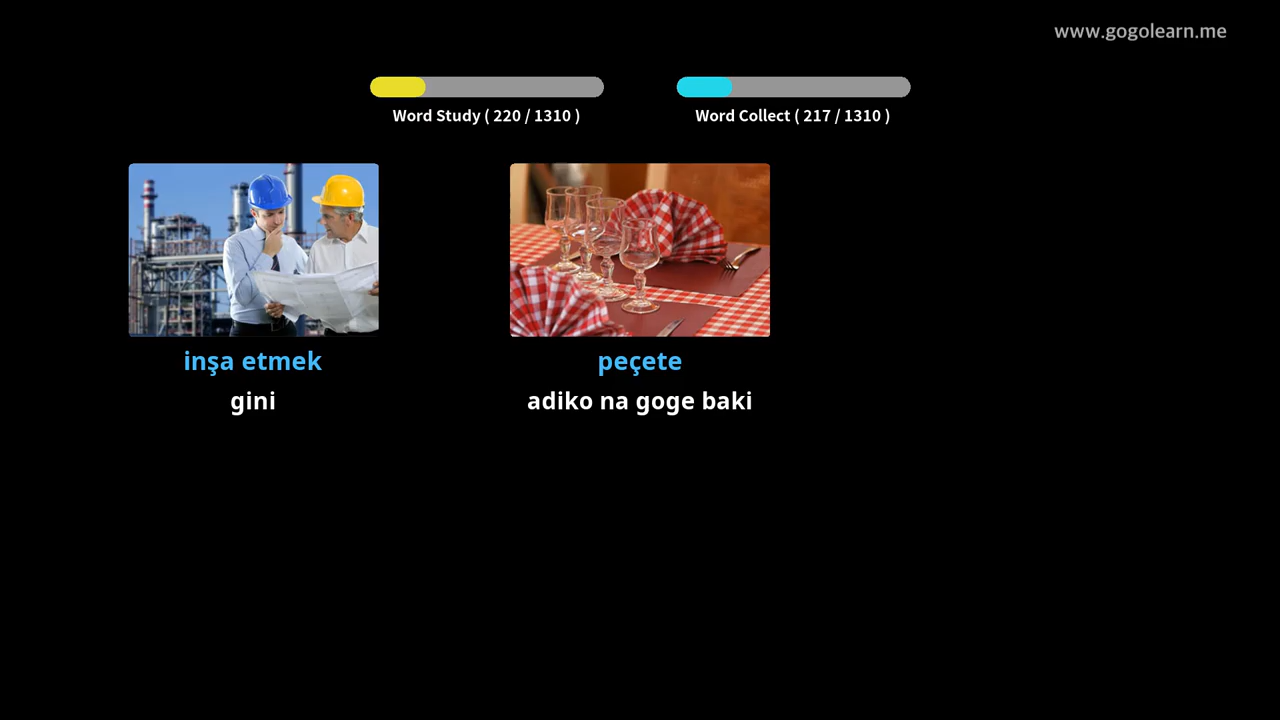 www.gogolearn.me
Word Study ( 220 / 1310 )
Word Collect ( 217 / 1310 )
inşa etmek
gini
peçete
adiko na goge baki